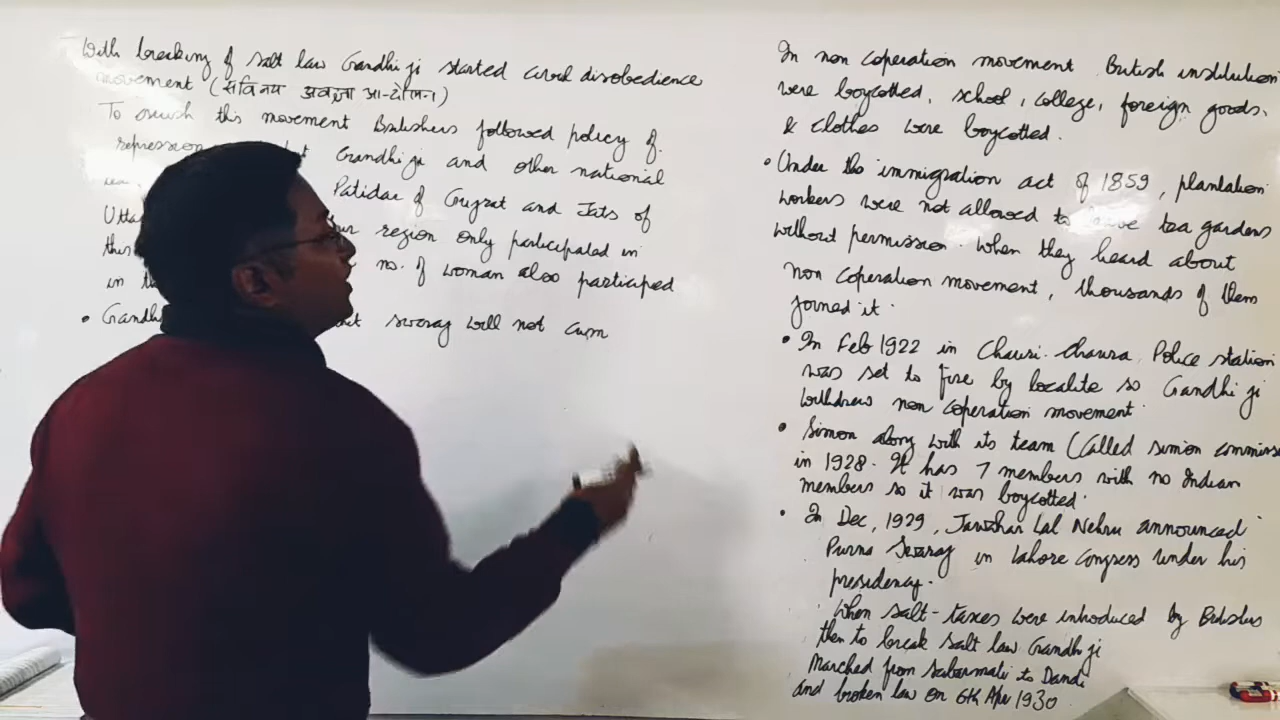 With breaking of salt law Gandhi ji started civil disobedience
movement (सविनय अवज्ञा आन्दोलन)
To crush this movement Britishers followed policy of
repression Gandhi ji and other national
Patidar of Gujrat and Jats of
Utta region only participated in
this no. of woman also participed
in
• Gandhi swaraj will not cum
In non coperation movement British institution
were boycotted, school, college, foreign goods,
& clothes were boycotted.
• Under the immigration act of 1859, plantation
workers were not allowed to leave tea gardens
without permission. When they heard about
non coperation movement, thousands of them
joined it.
• In Feb 1922 in Chauri-Chaura Police station
was set to fire by localite so Gandhi ji
withdrew non coperation movement.
• Simon along with its team (Called simon commiss
in 1928. It has 7 members with no Indian
members so it was boycotted.
• In Dec, 1929, Jawahar Lal Nehru announced
Purna Swaraj in Lahore Congress under his
presidency.
When salt-taxes were introduced by Britishers
then to break salt law Gandhi ji
Marched from Sabarmati to Dandi
and broken law on 6th Apr 1930